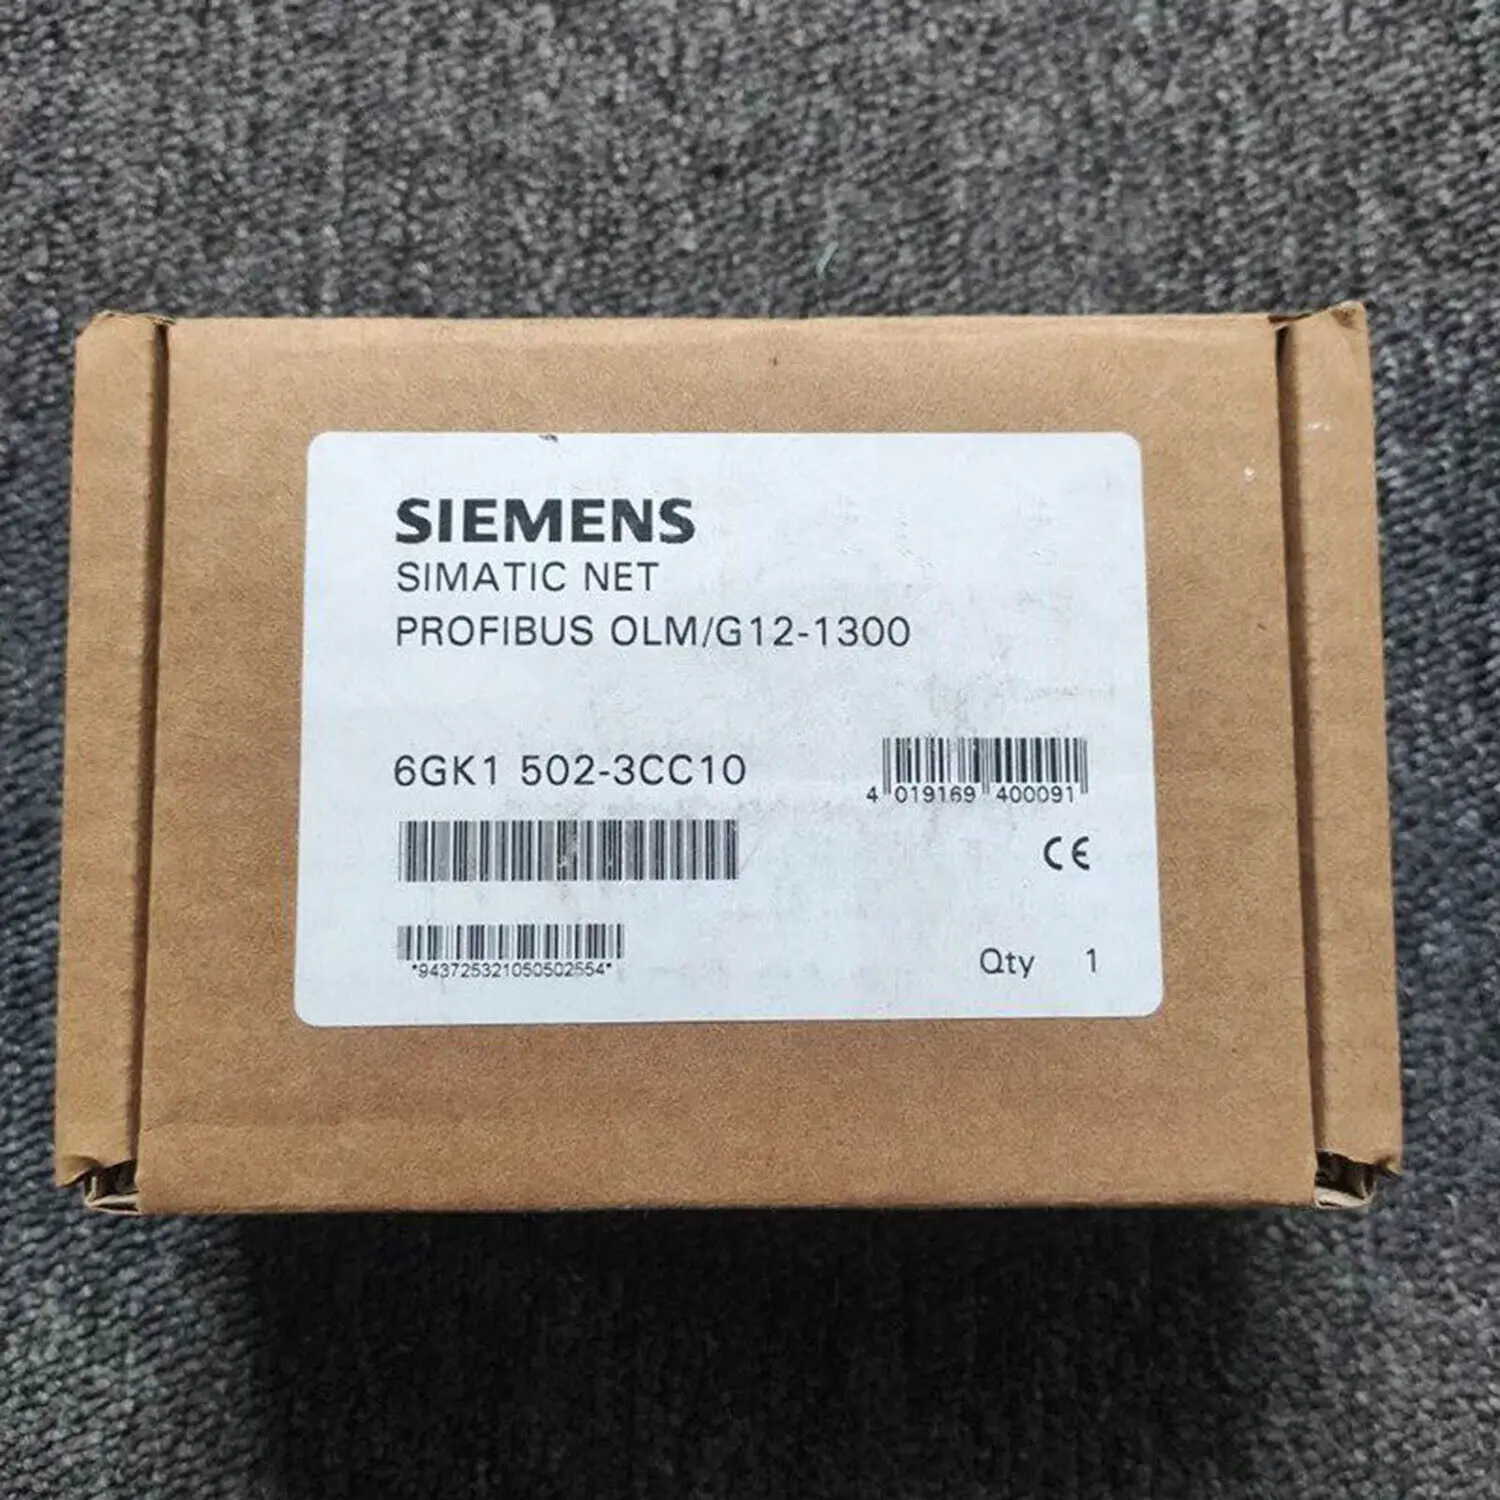 SIEMENS
SIMATIC NET
PROFIBUS OLM/G12-1300
6GK1 502-3CC10
4 019169 400091
CE
*943725321050502554*
Qty 1